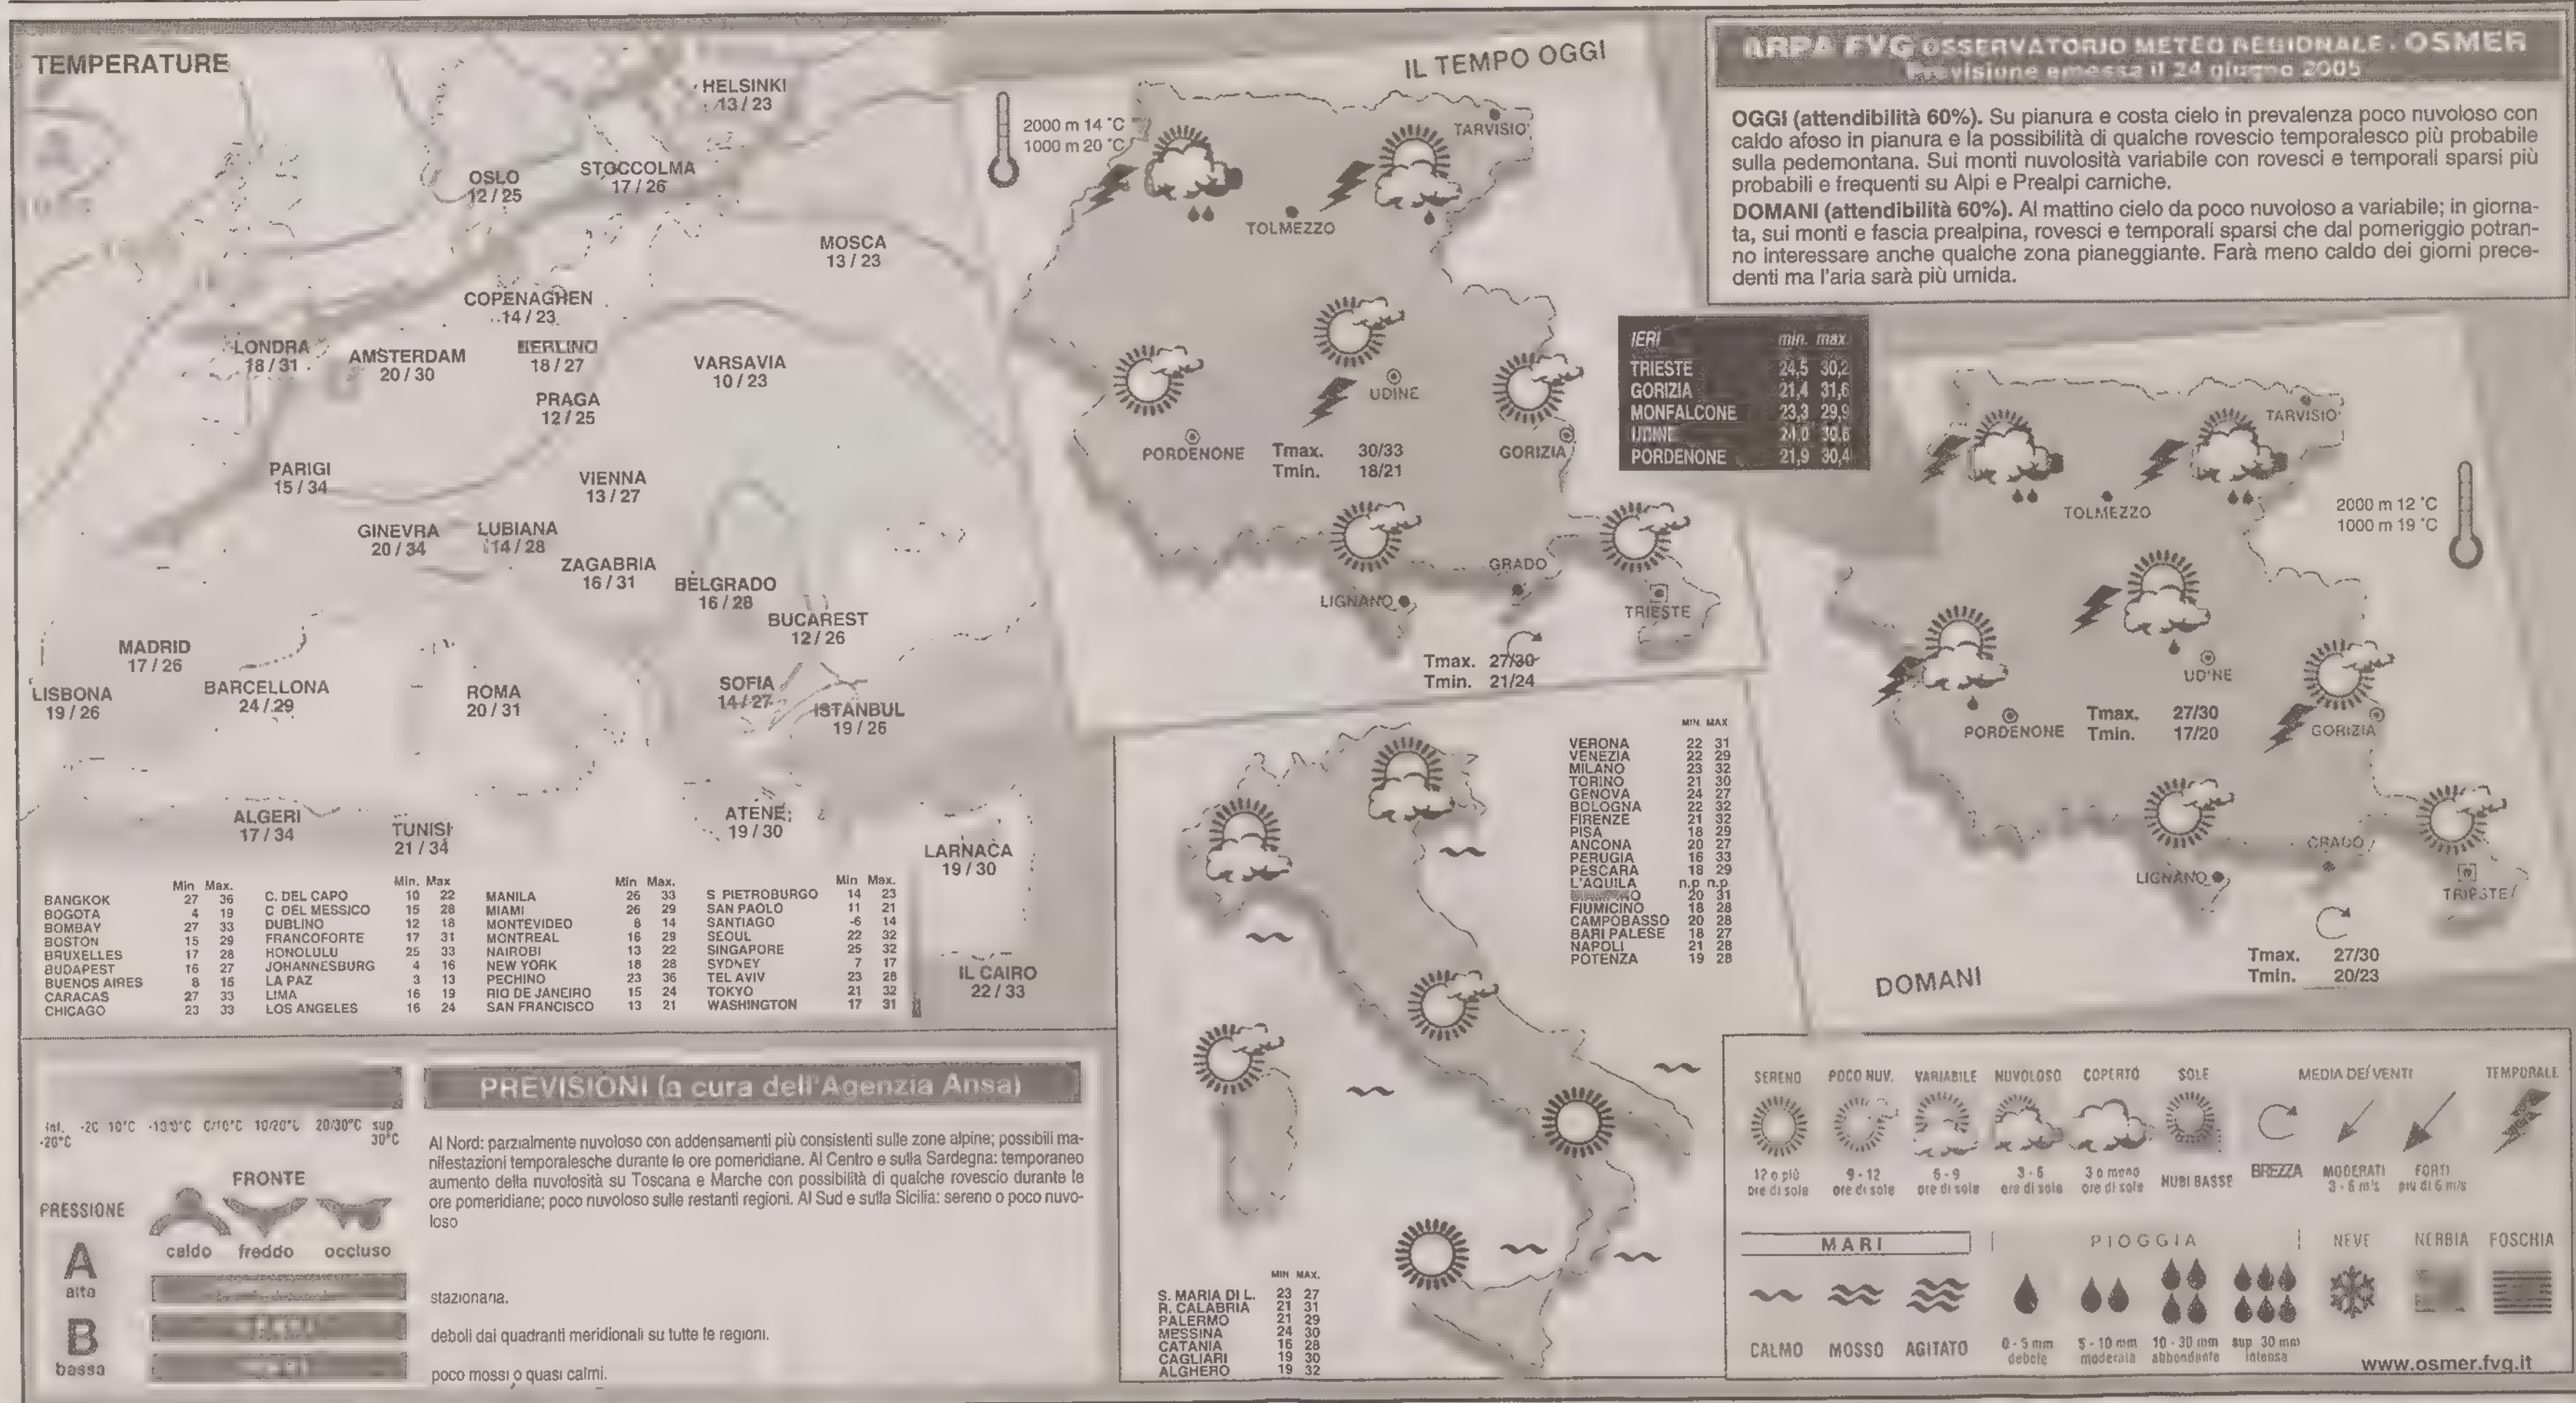 TEMPERATURE
HELSINKI
13 / 23
OSLO
12 / 25
STOCCOLMA
17 / 26
MOSCA
13 / 23
COPENAGHEN
14 / 23
LONDRA
18 / 31
AMSTERDAM
20 / 30
BERLINO
18 / 27
VARSAVIA
10 / 23
PRAGA
12 / 25
PARIGI
15 / 34
VIENNA
13 / 27
GINEVRA
20 / 34
LUBIANA
14 / 28
ZAGABRIA
16 / 31
BELGRADO
16 / 28
BUCAREST
12 / 26
MADRID
17 / 26
LISBONA
19 / 26
BARCELLONA
24 / 29
ROMA
20 / 31
SOFIA
14 / 27
ISTANBUL
19 / 26
ALGERI
17 / 34
TUNISI
21 / 34
ATENE
19 / 30
LARNACA
19 / 30
IL CAIRO
22 / 33
Min Max.
BANGKOK 27 36
BOGOTA 4 19
BOMBAY 27 33
BOSTON 15 29
BRUXELLES 17 28
BUDAPEST 16 27
BUENOS AIRES 8 15
CARACAS 27 33
CHICAGO 23 33
Min. Max
C. DEL CAPO 10 22
C DEL MESSICO 15 28
DUBLINO 12 18
FRANCOFORTE 17 31
HONOLULU 25 33
JOHANNESBURG 4 16
LA PAZ 3 13
LIMA 16 19
LOS ANGELES 16 24
Min Max.
MANILA 26 33
MIAMI 26 29
MONTEVIDEO 8 14
MONTREAL 16 29
NAIROBI 13 22
NEW YORK 18 28
PECHINO 23 36
RIO DE JANEIRO 15 24
SAN FRANCISCO 13 21
Min Max.
S PIETROBURGO 14 23
SAN PAOLO 11 21
SANTIAGO -6 14
SEOUL 22 32
SINGAPORE 25 32
SYDNEY 7 17
TEL AVIV 23 28
TOKYO 21 32
WASHINGTON 17 31
IL TEMPO OGGI
2000 m 14 °C
1000 m 20 °C
TARVISIO
TOLMEZZO
UDINE
PORDENONE
GORIZIA
Tmax. 30/33
Tmin. 18/21
GRADO
LIGNANO
TRIESTE
Tmax. 27/30
Tmin. 21/24
ARPA FVG OSSERVATORIO METEO REGIONALE - OSMER
Previsione emessa il 24 giugno 2005
OGGI (attendibilità 60%). Su pianura e costa cielo in prevalenza poco nuvoloso con
caldo afoso in pianura e la possibilità di qualche rovescio temporalesco più probabile
sulla pedemontana. Sui monti nuvolosità variabile con rovesci e temporali sparsi più
probabili e frequenti su Alpi e Prealpi carniche.
DOMANI (attendibilità 60%). Al mattino cielo da poco nuvoloso a variabile; in giorna-
ta, sui monti e fascia prealpina, rovesci e temporali sparsi che dal pomeriggio potran-
no interessare anche qualche zona pianeggiante. Farà meno caldo dei giorni prece-
denti ma l'aria sarà più umida.
IERI min. max.
TRIESTE 24,5 30,2
GORIZIA 21,4 31,6
MONFALCONE 23,3 29,9
UDINE 24,0 30,6
PORDENONE 21,9 30,4
TARVISIO
TOLMEZZO
2000 m 12 °C
1000 m 19 °C
UDINE
PORDENONE
Tmax. 27/30
Tmin. 17/20
GORIZIA
GRADO
LIGNANO
TRIESTE
Tmax. 27/30
Tmin. 20/23
DOMANI
MIN. MAX
VERONA 22 31
VENEZIA 22 29
MILANO 23 32
TORINO 21 30
GENOVA 24 27
BOLOGNA 22 32
FIRENZE 21 32
PISA 18 29
ANCONA 20 27
PERUGIA 16 33
PESCARA 18 29
L'AQUILA n.p n.p
20 31
FIUMICINO 18 28
CAMPOBASSO 20 28
BARI PALESE 18 27
NAPOLI 21 28
POTENZA 19 28
MIN MAX.
S. MARIA DI L. 23 27
R. CALABRIA 21 31
PALERMO 21 29
MESSINA 24 30
CATANIA 16 28
CAGLIARI 19 30
ALGHERO 19 32
PREVISIONI (a cura dell'Agenzia Ansa)
Al Nord: parzialmente nuvoloso con addensamenti più consistenti sulle zone alpine; possibili ma-
nifestazioni temporalesche durante le ore pomeridiane. Al Centro e sulla Sardegna: temporaneo
aumento della nuvolosità su Toscana e Marche con possibilità di qualche rovescio durante le
ore pomeridiane; poco nuvoloso sulle restanti regioni. Al Sud e sulla Sicilia: sereno o poco nuvo-
loso
stazionaria.
deboli dai quadranti meridionali su tutte le regioni.
poco mossi o quasi calmi.
20/30°C sup
-20°C 30°C
FRONTE
PRESSIONE
caldo freddo occluso
A
alta
B
bassa
SERENO POCO NUV. VARIABILE NUVOLOSO COPERTO SOLE MEDIA DEI VENTI TEMPORALE
12 o più 9 - 12 6 - 9 3 - 6 3 o meno NUBI BASSE BREZZA MODERATI FORTI
ore di sole ore di sole ore di sole ore di sole ore di sole 3 - 6 m/s più di 6 m/s
MARI PIOGGIA NEVE NEBBIA FOSCHIA
CALMO MOSSO AGITATO
0 - 5 mm 5 - 10 mm 10 - 30 mm sup. 30 mm
debole moderata abbondante intensa
www.osmer.fvg.it